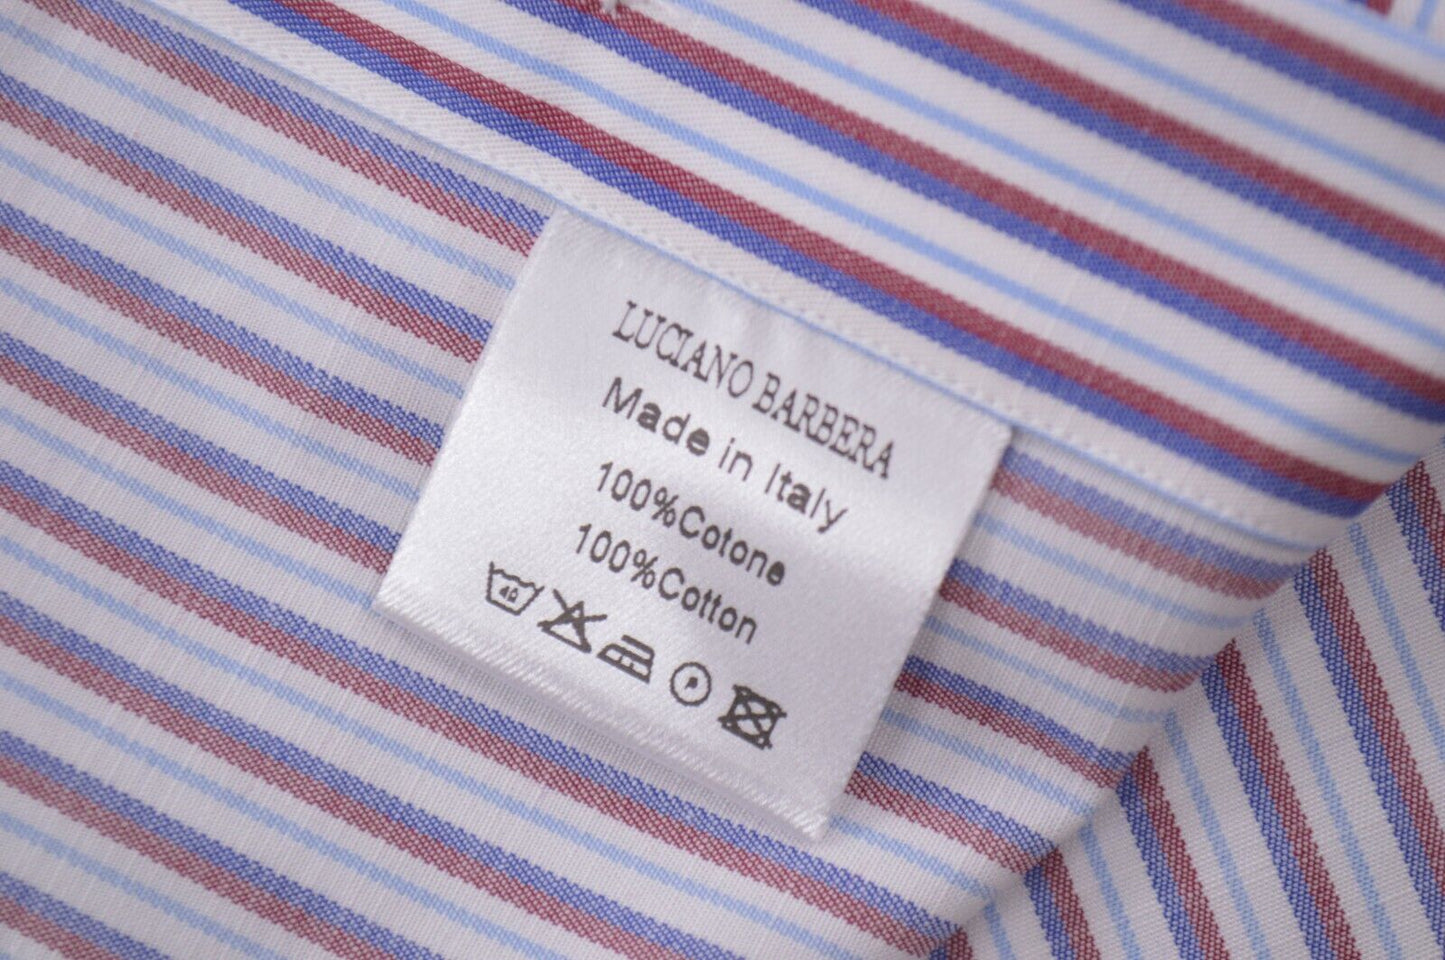 LUCIANO BARBERA
Made in Italy
100%Cotone
100%Cotton
40
P